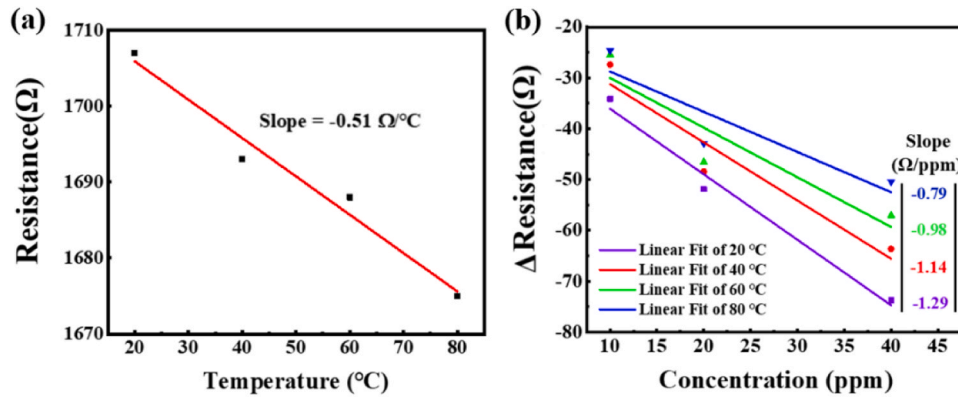 (a)
1710
1700
1690
1680
1670
Resistance(Ω)
Slope = -0.51 Ω/°C
20 30 40 50 60 70 80
Temperature (°C)
(b)
-20
-30
-40
-50
-60
-70
-80
ΔResistance(Ω)
Slope
(Ω/ppm)
-0.79
-0.98
-1.14
-1.29
Linear Fit of 20 °C
Linear Fit of 40 °C
Linear Fit of 60 °C
Linear Fit of 80 °C
10 15 20 25 30 35 40 45
Concentration (ppm)